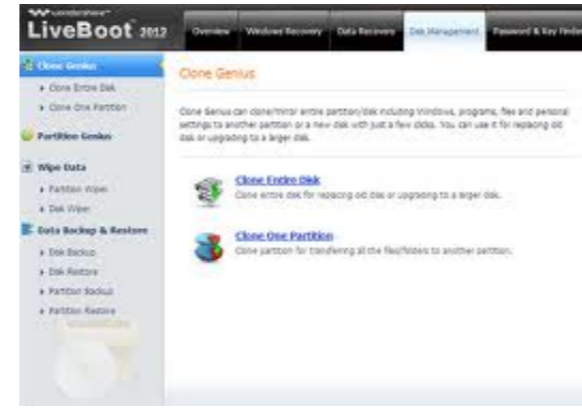 Wondershare
LiveBoot 2012
Overview
Windows Recovery
Data Recovery
Disk Management
Password & Key Finder
Clone Genius
Clone Entire Disk
Clone One Partition
Partition Genius
Wipe Data
Partition Wiper
Disk Wiper
Data Backup & Restore
Disk Backup
Disk Restore
Partition Backup
Partition Restore
Clone Genius
Clone Genius can clone/mirror entire partition/disk including Windows, programs, files and personal
settings to another partition or a new disk with just a few clicks. You can use it for replacing old
disk or upgrading to a larger disk.
Clone Entire Disk
Clone entire disk for replacing old disk or upgrading to a larger disk.
Clone One Partition
Clone partition for transferring all the files/folders to another partition.